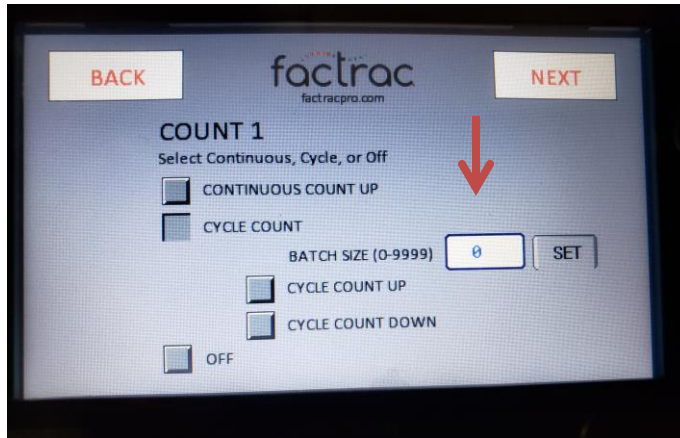 BACK
factrac
factracpro.com
NEXT
COUNT 1
Select Continuous, Cycle, or Off
CONTINUOUS COUNT UP
CYCLE COUNT
BATCH SIZE (0-9999) 0 SET
CYCLE COUNT UP
CYCLE COUNT DOWN
OFF